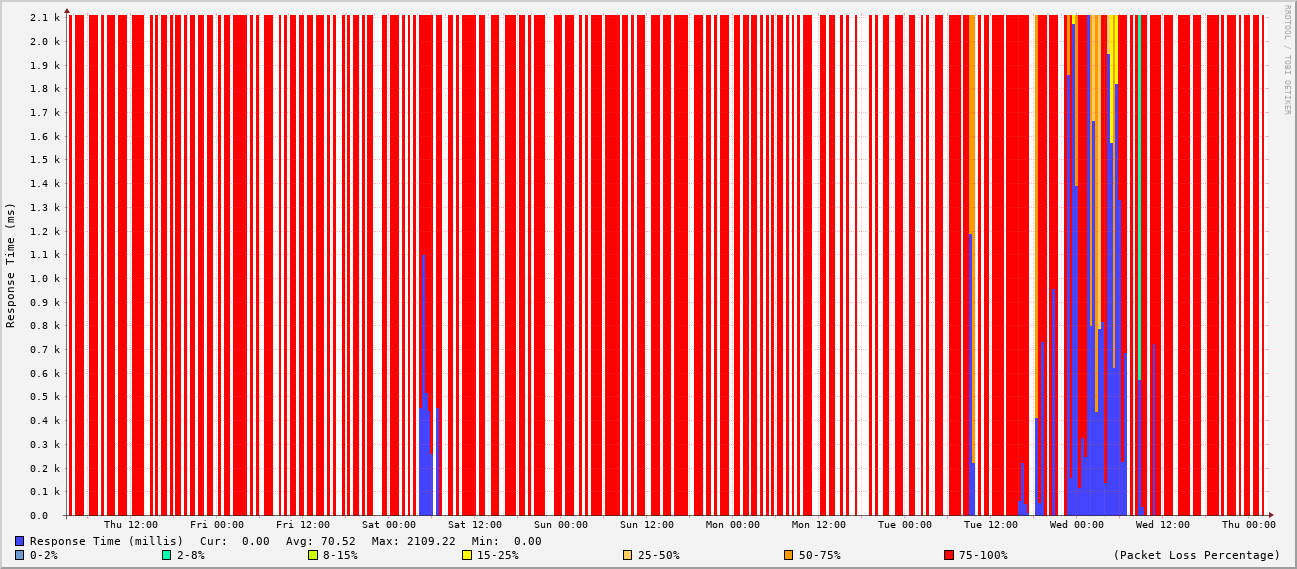 2.1 k
2.0 k
1.9 k
1.8 k
1.7 k
1.6 k
1.5 k
1.4 k
1.3 k
1.2 k
1.1 k
1.0 k
0.9 k
0.8 k
0.7 k
0.6 k
0.5 k
0.4 k
0.3 k
0.2 k
0.1 k
0.0
Response Time (ms)
RRDTOOL / TOBI OETIKER
Thu 12:00 Fri 00:00 Fri 12:00 Sat 00:00 Sat 12:00 Sun 00:00 Sun 12:00 Mon 00:00 Mon 12:00 Tue 00:00 Tue 12:00 Wed 00:00 Wed 12:00 Thu 00:00
Response Time (millis) Cur: 0.00 Avg: 70.52 Max: 2109.22 Min: 0.00
0-2% 2-8% 8-15% 15-25% 25-50% 50-75% 75-100% (Packet Loss Percentage)